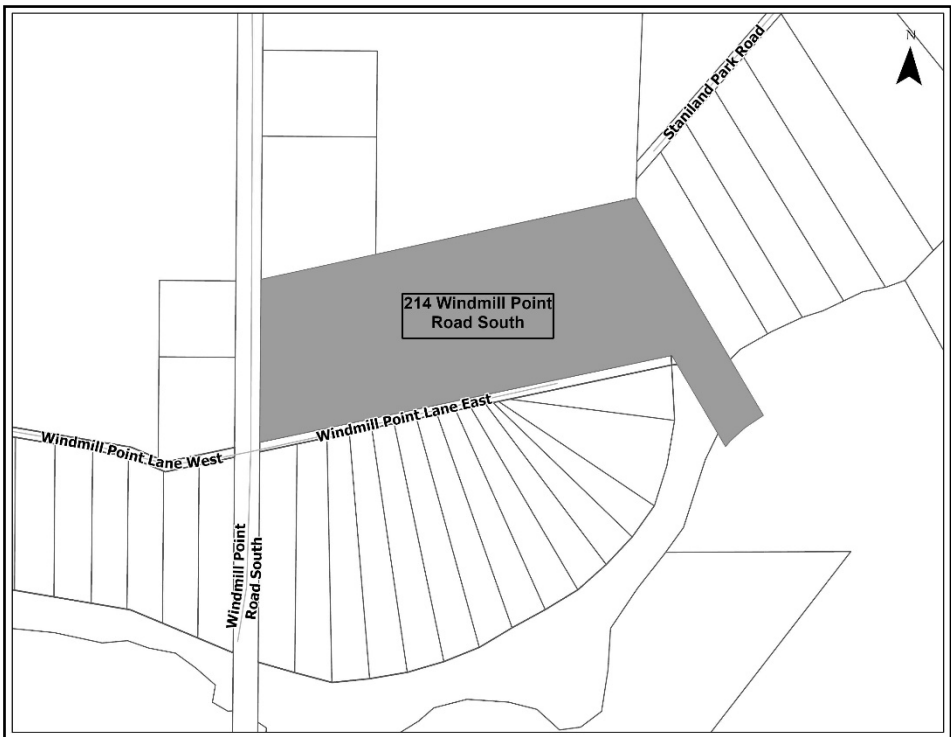 N
Staniland Park Road
214 Windmill Point
Road South
Windmill Point Lane East
Windmill Point Lane West
Windmill Point
Road South